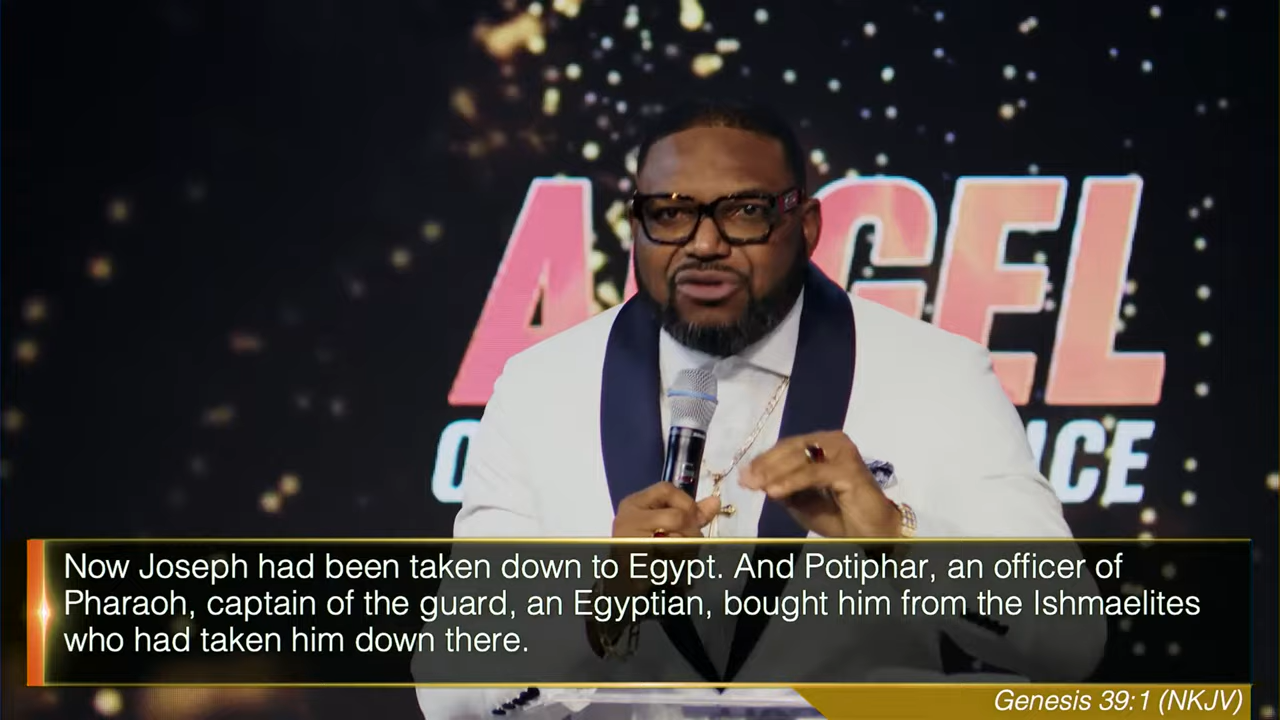 Now Joseph had been taken down to Egypt. And Potiphar, an officer of
Pharaoh, captain of the guard, an Egyptian, bought him from the Ishmaelites
who had taken him down there.
Genesis 39:1 (NKJV)